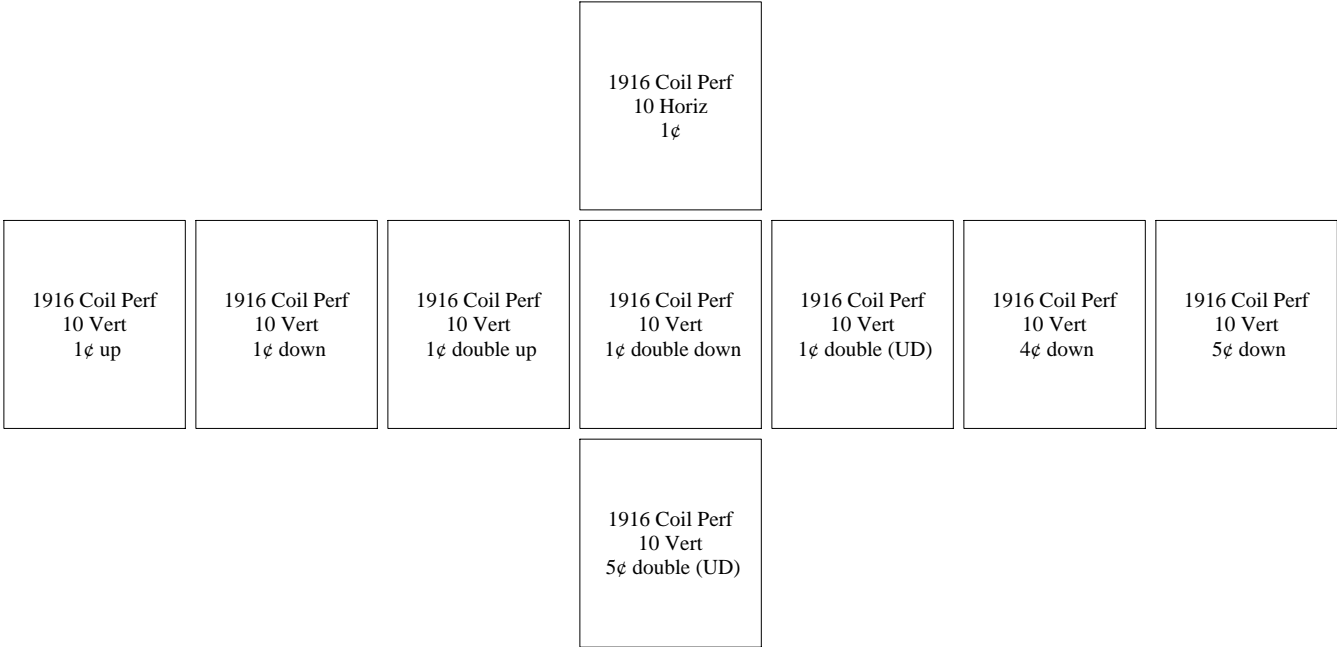 1916 Coil Perf
10 Horiz
1¢
1916 Coil Perf
10 Vert
1¢ up
1916 Coil Perf
10 Vert
1¢ down
1916 Coil Perf
10 Vert
1¢ double up
1916 Coil Perf
10 Vert
1¢ double down
1916 Coil Perf
10 Vert
1¢ double (UD)
1916 Coil Perf
10 Vert
4¢ down
1916 Coil Perf
10 Vert
5¢ down
1916 Coil Perf
10 Vert
5¢ double (UD)